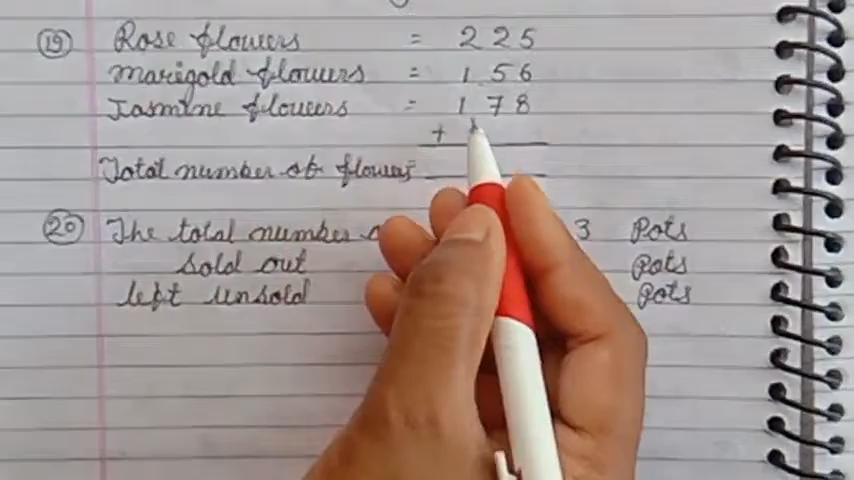 19 Rose flowers = 225
Marigold flowers = 156
Jasmine flowers = 178
+
Total number of flowers =
20 The total number 3 Pots
sold out Pots
left unsold Pots